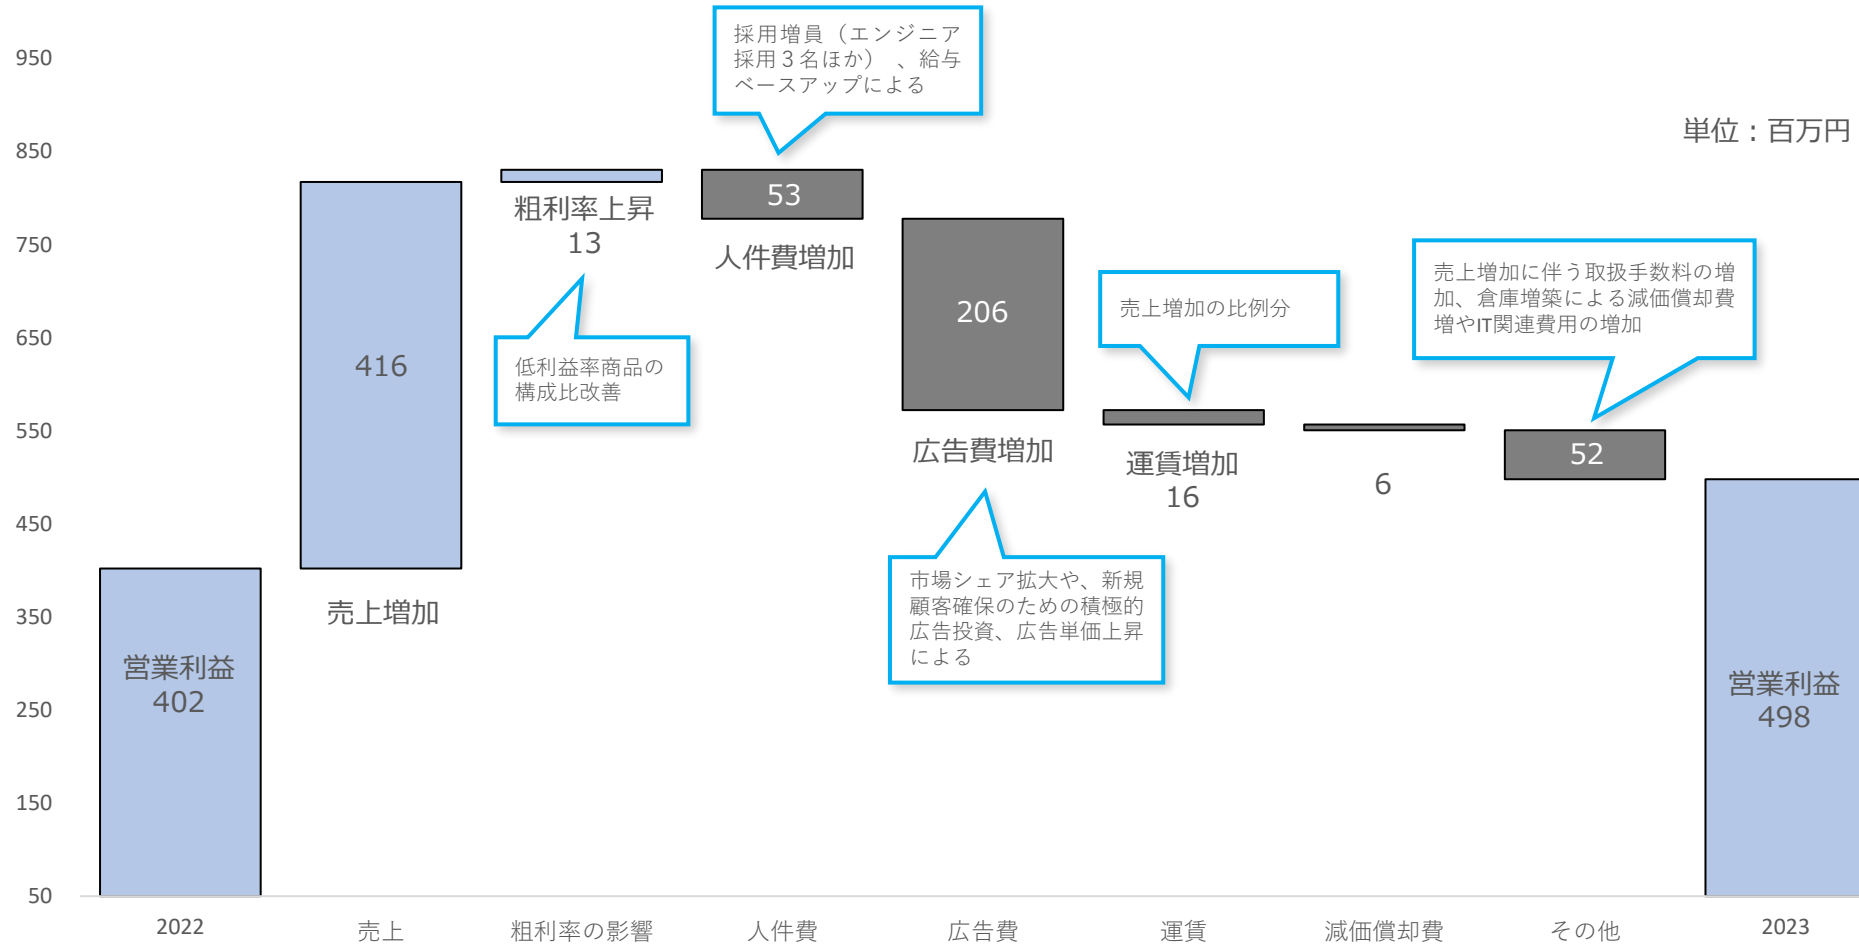 採用増員（エンジニア
採用３名ほか）、給与
ベースアップによる
単位：百万円
950
850
750
650
550
450
350
250
150
50
粗利率上昇
13
53
人件費増加
売上増加に伴う取扱手数料の増
加、倉庫増築による減価償却費
増やIT関連費用の増加
売上増加の比例分
206
416
低利益率商品の
構成比改善
広告費増加
運賃増加
16
6
52
市場シェア拡大や、新規
顧客確保のための積極的
広告投資、広告単価上昇
による
売上増加
営業利益
402
営業利益
498
2022
売上
粗利率の影響
人件費
広告費
運賃
減価償却費
その他
2023